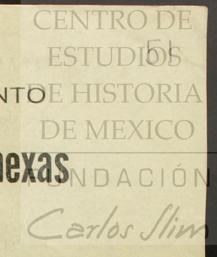 CENTRO DE
ESTUDIOS
51
DE HISTORIA
NTO
DE MEXICO
nexas
FUNDACIÓN
Carlos Slim